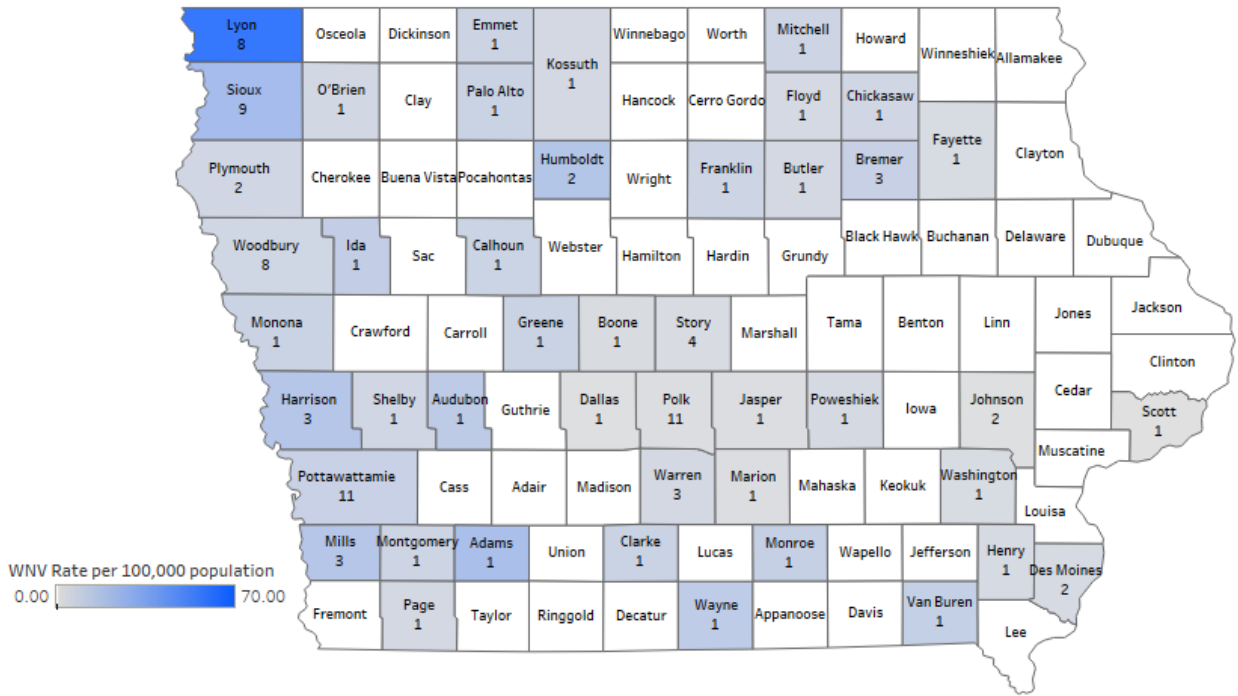 Lyon
8
Osceola
Dickinson
Emmet
1
Kossuth
1
Winnebago
Worth
Mitchell
1
Howard
Winneshiek
Allamakee
Sioux
9
O'Brien
1
Clay
Palo Alto
1
Hancock
Cerro Gordo
Floyd
1
Chickasaw
1
Fayette
1
Clayton
Plymouth
2
Cherokee
Buena Vista
Pocahontas
Humboldt
2
Wright
Franklin
1
Butler
1
Bremer
3
Woodbury
8
Ida
1
Sac
Calhoun
1
Webster
Hamilton
Hardin
Grundy
Black Hawk
Buchanan
Delaware
Dubuque
Monona
1
Crawford
Carroll
Greene
1
Boone
1
Story
4
Marshall
Tama
Benton
Linn
Jones
Jackson
Clinton
Harrison
3
Shelby
1
Audubon
1
Guthrie
Dallas
1
Polk
11
Jasper
1
Poweshiek
1
Iowa
Johnson
2
Cedar
Scott
1
Muscatine
Pottawattamie
11
Cass
Adair
Madison
Warren
3
Marion
1
Mahaska
Keokuk
Washington
1
Louisa
Mills
3
Montgomery
1
Adams
1
Union
Clarke
1
Lucas
Monroe
1
Wapello
Jefferson
Henry
1
Des Moines
2
Fremont
Page
1
Taylor
Ringgold
Decatur
Wayne
1
Appanoose
Davis
Van Buren
1
Lee
WNV Rate per 100,000 population
0.00 70.00